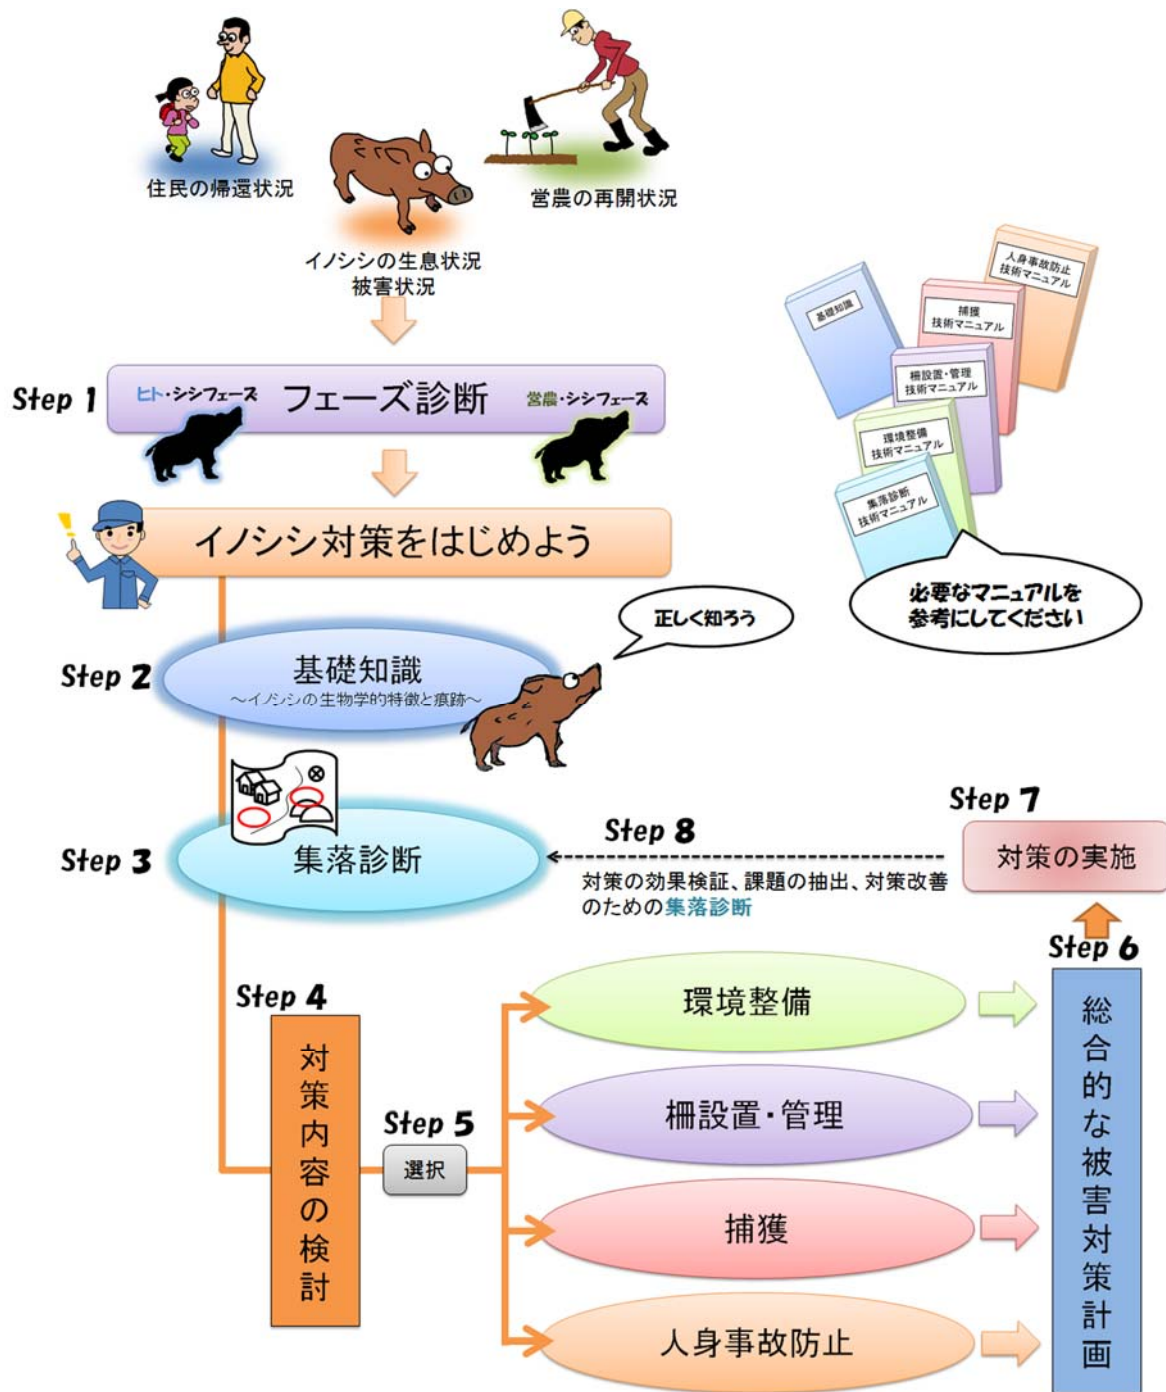 住民の帰還状況
イノシシの生息状況
被害状況
営農の再開状況
Step 1
ヒト・シシフェーズ
フェーズ診断
営農・シシフェーズ
イノシシ対策をはじめよう
基礎知識
人身事故防止
技術マニュアル
捕獲
技術マニュアル
柵設置・管理
技術マニュアル
環境整備
技術マニュアル
集落診断
技術マニュアル
必要なマニュアルを
参考にしてください
正しく知ろう
Step 2
基礎知識
～イノシシの生物学的特徴と痕跡～
Step 3
集落診断
Step 8
対策の効果検証、課題の抽出、対策改善
のための集落診断
Step 7
対策の実施
Step 6
総合的な被害対策計画
Step 4
対策内容の検討
Step 5
選択
環境整備
柵設置・管理
捕獲
人身事故防止